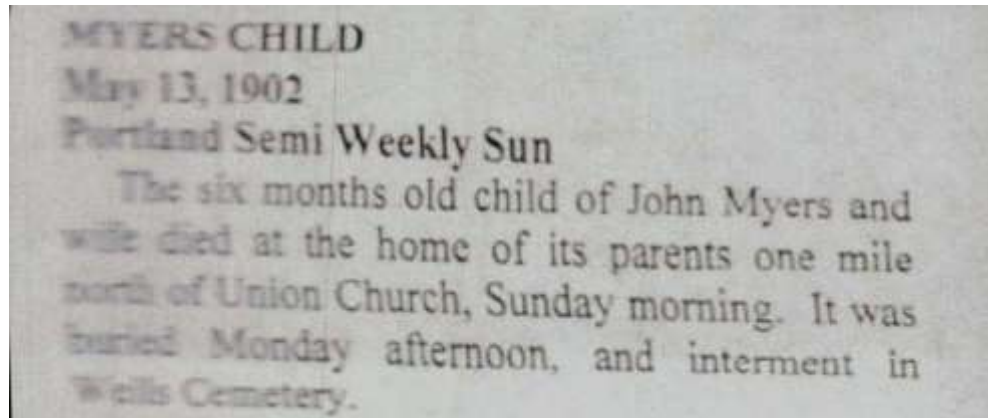 MYERS CHILD
May 13, 1902
Portland Semi Weekly Sun
The six months old child of John Myers and
wife died at the home of its parents one mile
north of Union Church, Sunday morning. It was
buried Monday afternoon, and interment in
Wells Cemetery.